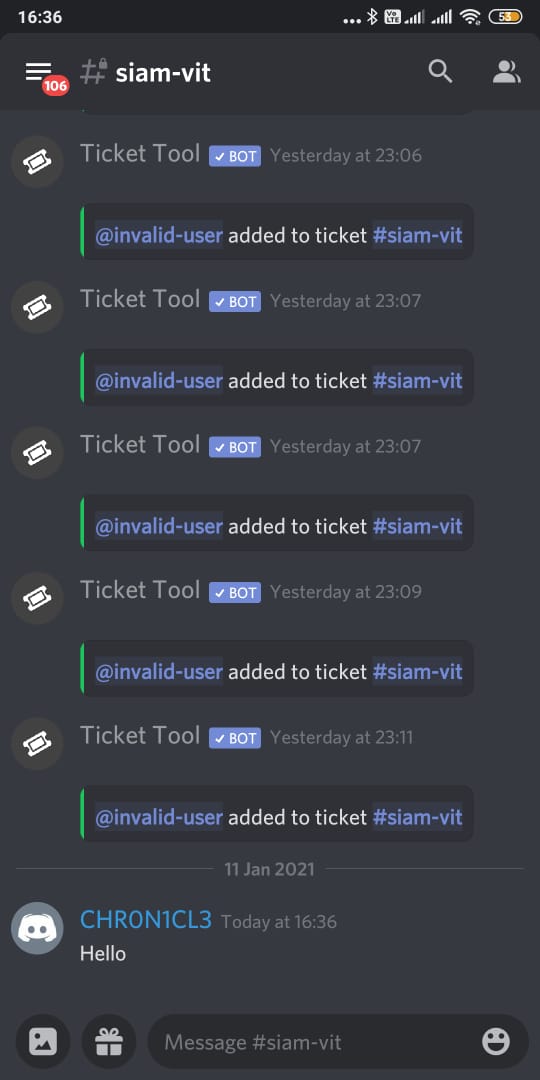 16:36
Vo LTE
53
siam-vit
106
Ticket Tool ✓ BOT Yesterday at 23:06
@invalid-user added to ticket #siam-vit
Ticket Tool ✓ BOT Yesterday at 23:07
@invalid-user added to ticket #siam-vit
Ticket Tool ✓ BOT Yesterday at 23:07
@invalid-user added to ticket #siam-vit
Ticket Tool ✓ BOT Yesterday at 23:09
@invalid-user added to ticket #siam-vit
Ticket Tool ✓ BOT Yesterday at 23:11
@invalid-user added to ticket #siam-vit
11 Jan 2021
CHR0N1CL3 Today at 16:36
Hello
Message #siam-vit